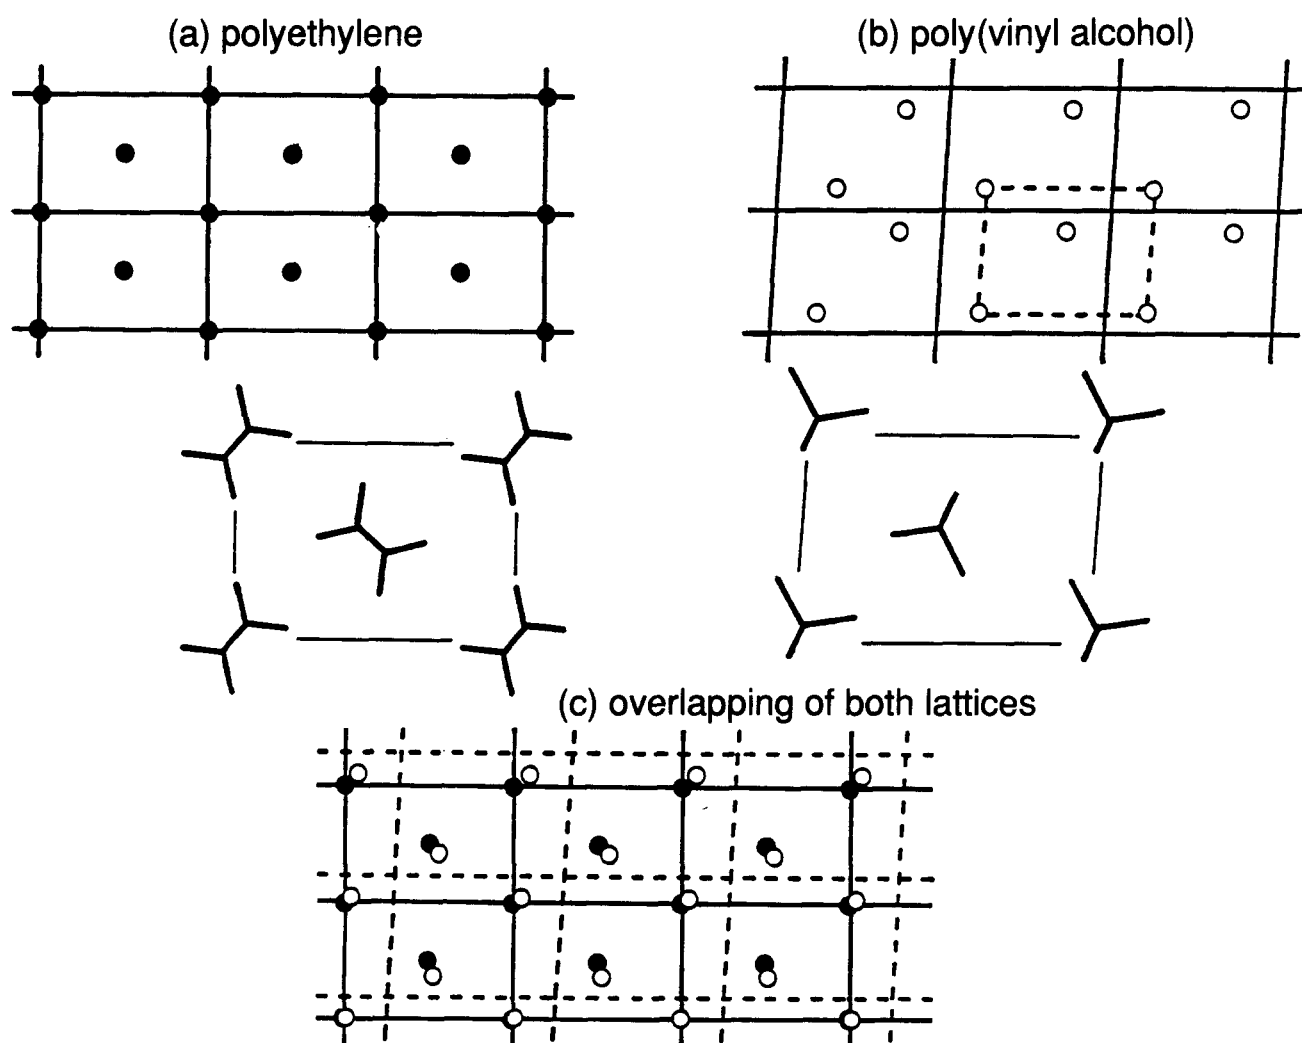 (a) polyethylene
(b) poly(vinyl alcohol)
(c) overlapping of both lattices